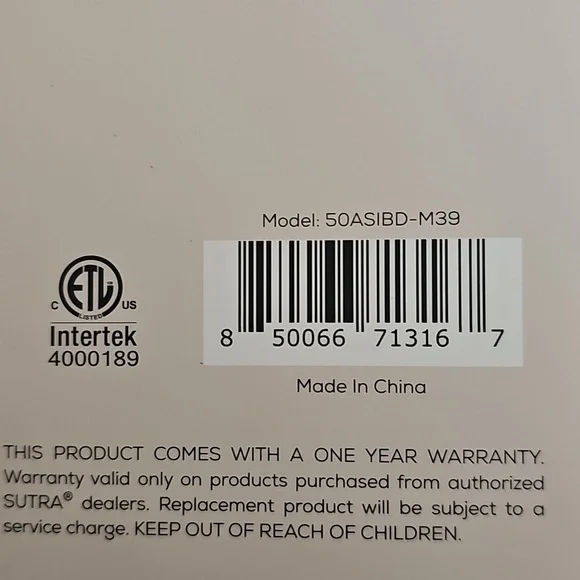 Model: 50ASIBD-M39
ETL
C US
LISTED
Intertek
4000189
8 50066 71316 7
Made In China
THIS PRODUCT COMES WITH A ONE YEAR WARRANTY.
Warranty valid only on products purchased from authorized
SUTRA® dealers. Replacement product will be subject to a
service charge. KEEP OUT OF REACH OF CHILDREN.